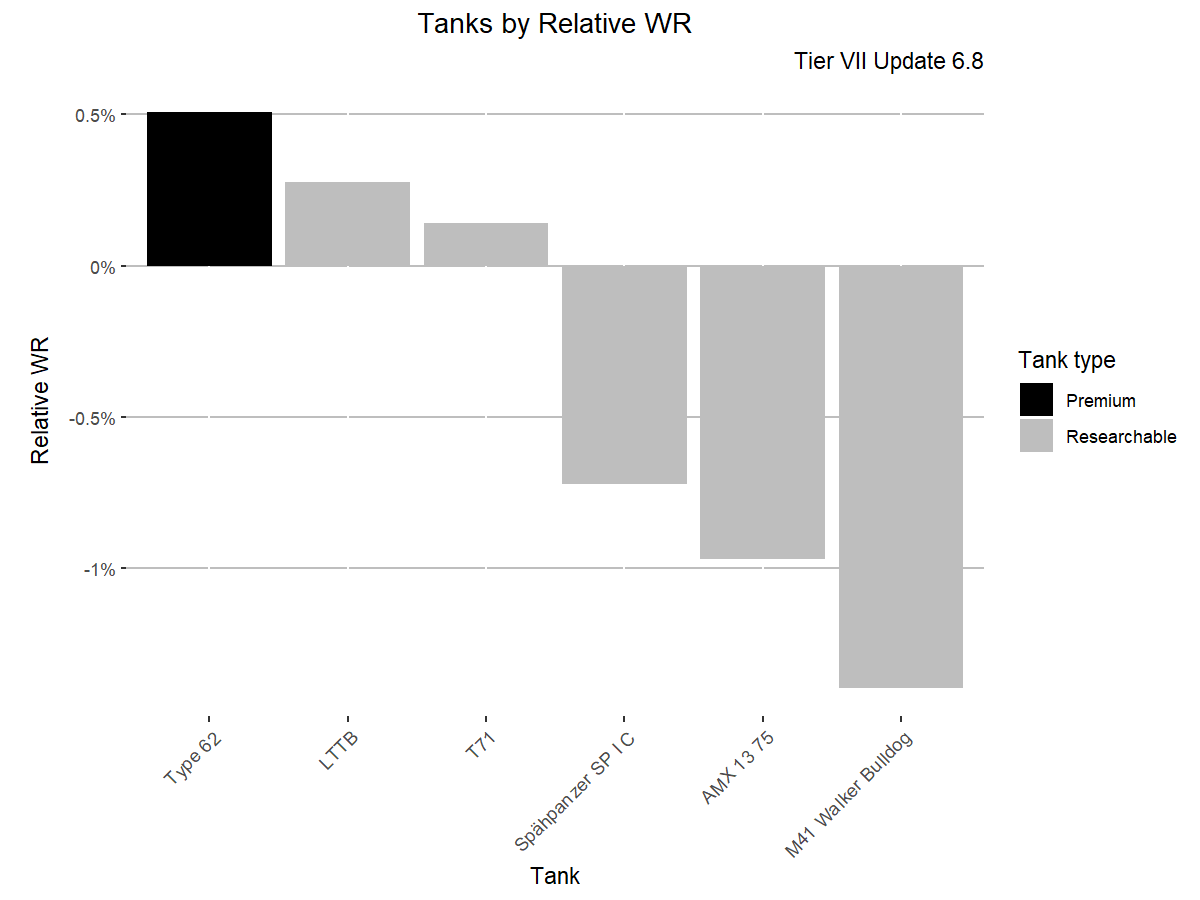 Tanks by Relative WR
Tier VII Update 6.8
Relative WR
0.5%
0%
-0.5%
-1%
Type 62
LTTB
T71
Spähpanzer SP I C
AMX 13 75
M41 Walker Bulldog
Tank
Tank type
Premium
Researchable